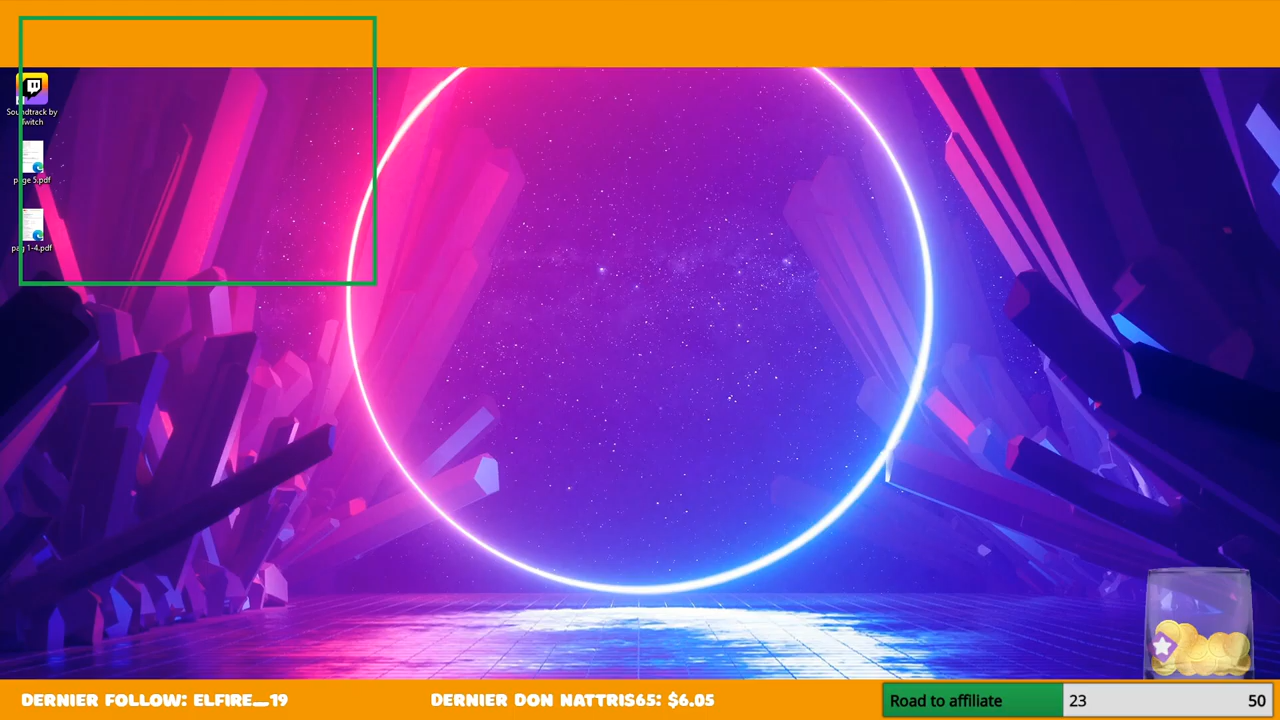 Soundtrack by
Twitch
page 5.pdf
pag 1-4.pdf
DERNIER FOLLOW: ELFIRE_19
DERNIER DON NATTRIS65: $6.05
Road to affiliate
23
50